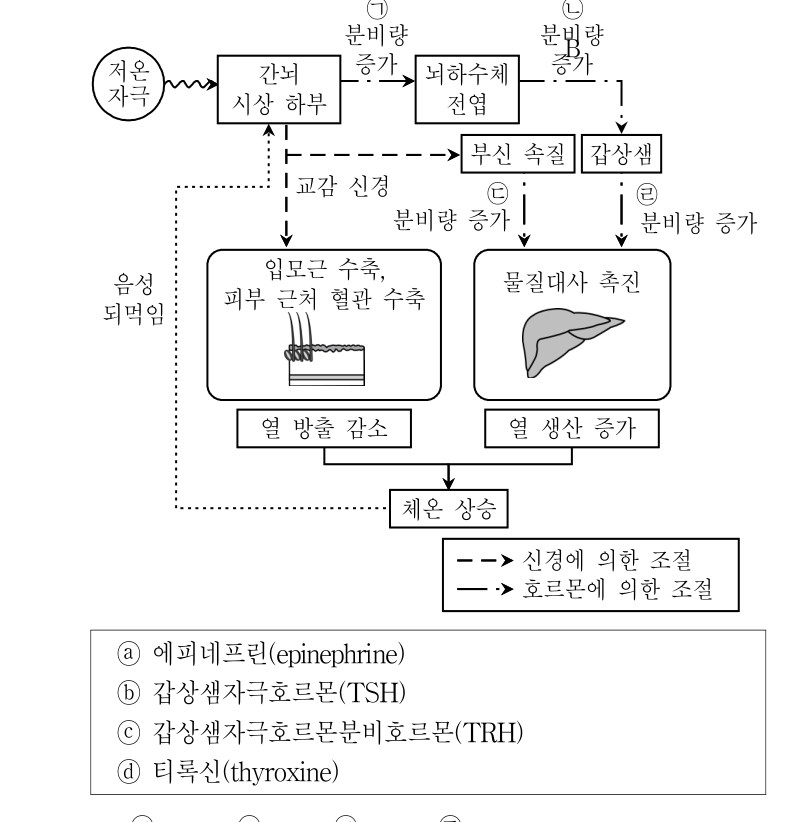 ㉠
분비량
증가
㉡
분비량
B
증가
저온
자극
간뇌
시상 하부
뇌하수체
전엽
부신 속질
갑상샘
교감 신경
㉢
분비량 증가
㉣
분비량 증가
음성
되먹임
입모근 수축,
피부 근처 혈관 수축
물질대사 촉진
열 방출 감소
열 생산 증가
체온 상승
신경에 의한 조절
호르몬에 의한 조절
ⓐ 에피네프린(epinephrine)
ⓑ 갑상샘자극호르몬(TSH)
ⓒ 갑상샘자극호르몬분비호르몬(TRH)
ⓓ 티록신(thyroxine)